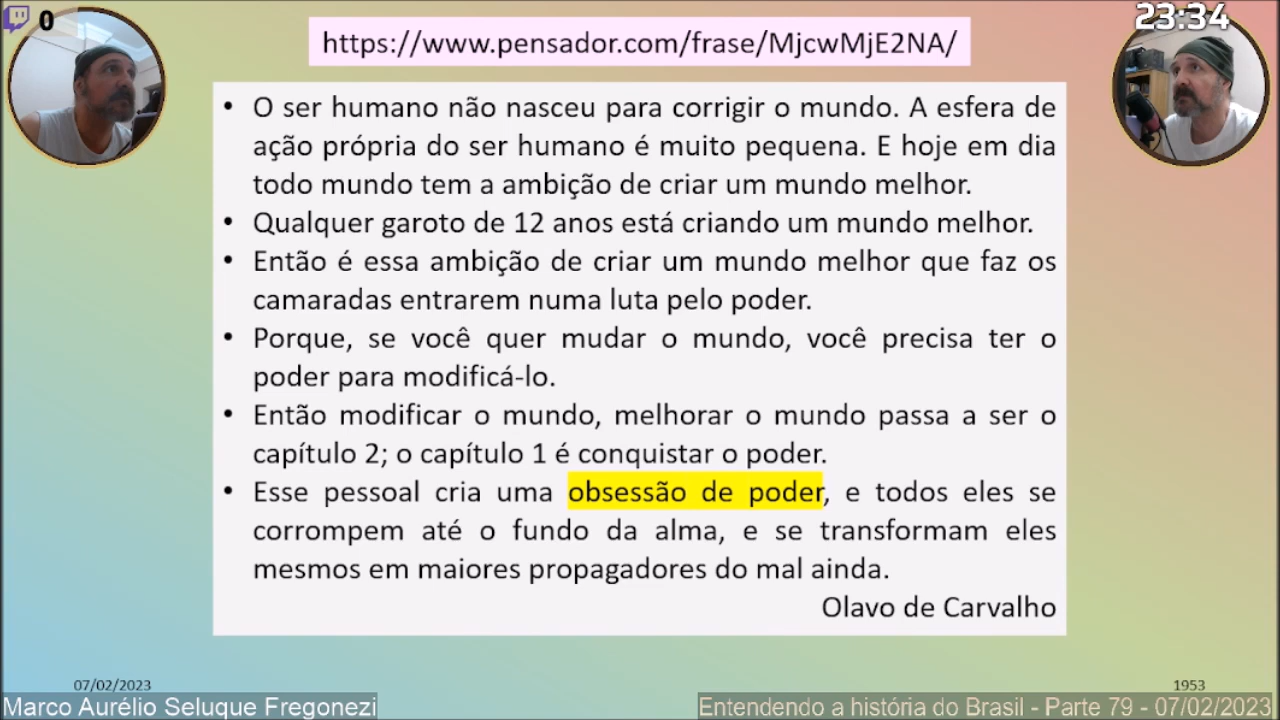 0
23:34
https://www.pensador.com/frase/MjcwMjE2NA/
• O ser humano não nasceu para corrigir o mundo. A esfera de
ação própria do ser humano é muito pequena. E hoje em dia
todo mundo tem a ambição de criar um mundo melhor.
• Qualquer garoto de 12 anos está criando um mundo melhor.
• Então é essa ambição de criar um mundo melhor que faz os
camaradas entrarem numa luta pelo poder.
• Porque, se você quer mudar o mundo, você precisa ter o
poder para modificá-lo.
• Então modificar o mundo, melhorar o mundo passa a ser o
capítulo 2; o capítulo 1 é conquistar o poder.
• Esse pessoal cria uma obsessão de poder, e todos eles se
corrompem até o fundo da alma, e se transformam eles
mesmos em maiores propagadores do mal ainda.
Olavo de Carvalho
07/02/2023
1953
Marco Aurélio Seluque Fregonezi
Entendendo a história do Brasil - Parte 79 - 07/02/2023